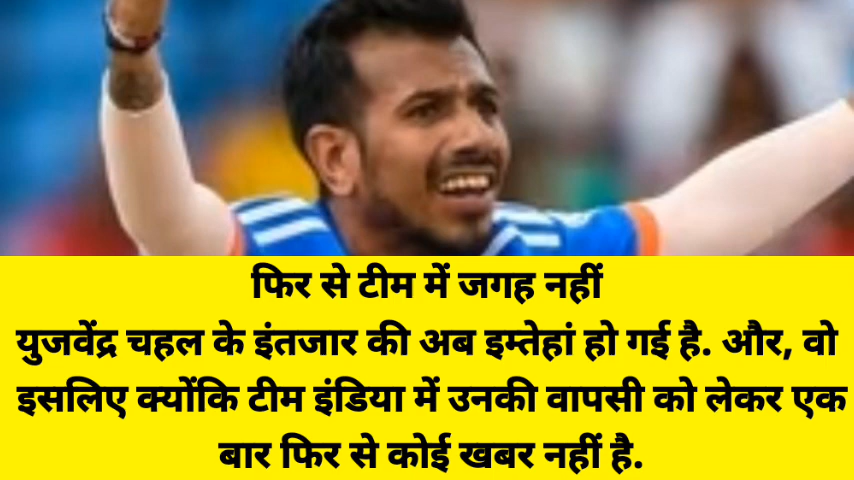 फिर से टीम में जगह नहीं
युजवेंद्र चहल के इंतजार की अब इम्तेहां हो गई है. और, वो
इसलिए क्योंकि टीम इंडिया में उनकी वापसी को लेकर एक
बार फिर से कोई खबर नहीं है.